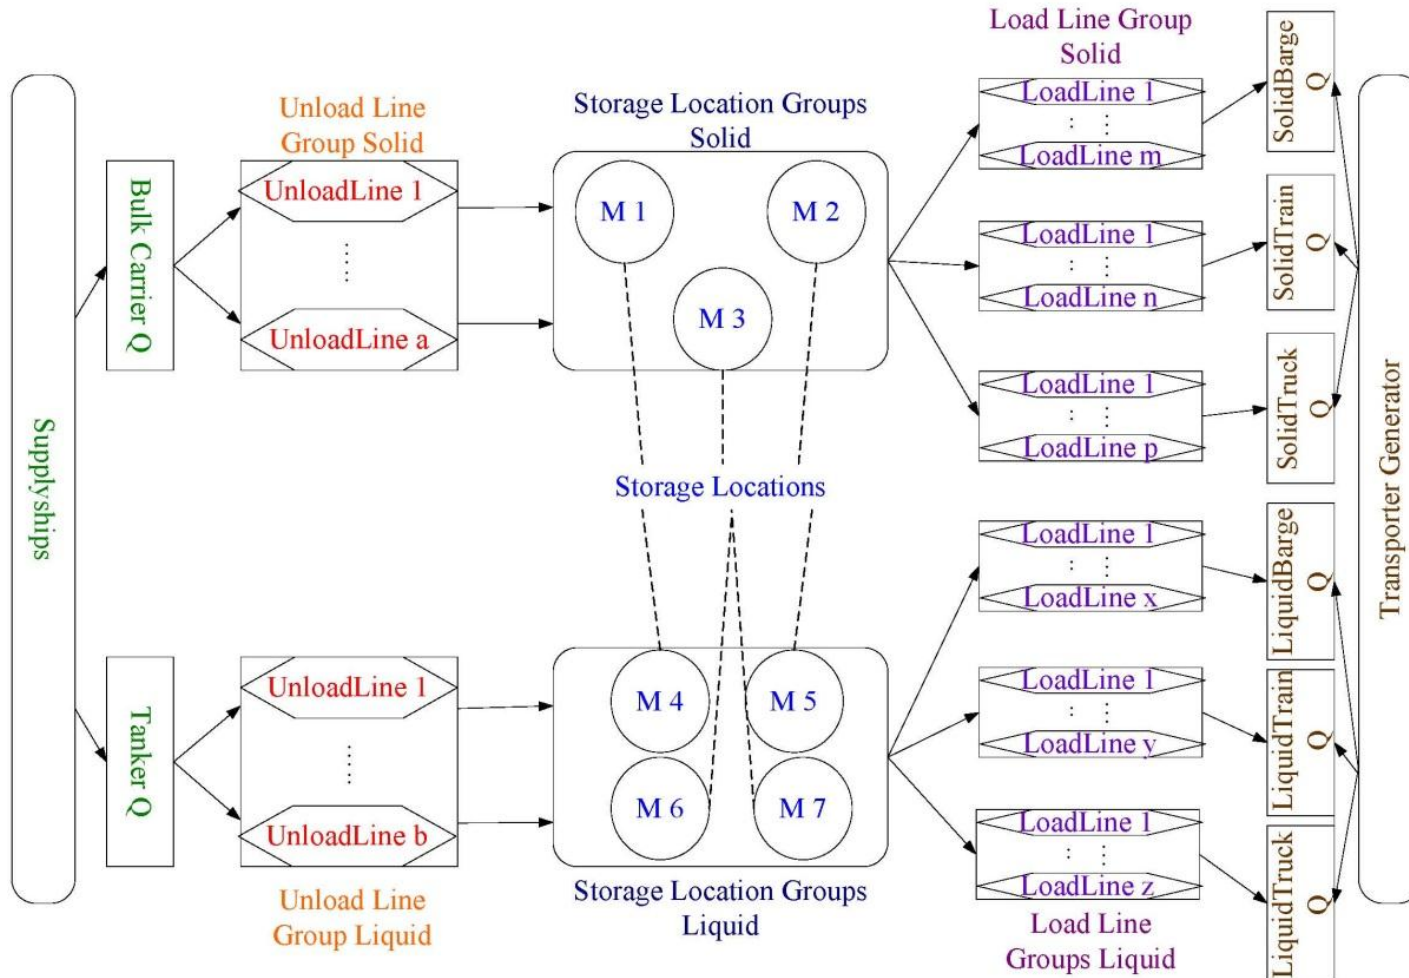 Supplyships
Bulk Carrier Q
Tanker Q
Unload Line
Group Solid
UnloadLine 1
UnloadLine a
UnloadLine 1
UnloadLine b
Unload Line
Group Liquid
Storage Location Groups
Solid
M 1
M 2
M 3
Storage Locations
M 4
M 5
M 6
M 7
Storage Location Groups
Liquid
Load Line Group
Solid
LoadLine 1
LoadLine m
LoadLine 1
LoadLine n
LoadLine 1
LoadLine p
LoadLine 1
LoadLine x
LoadLine 1
LoadLine y
LoadLine 1
LoadLine z
Load Line
Groups Liquid
SolidBarge
Q
SolidTrain
Q
SolidTruck
Q
LiquidBarge
Q
LiquidTrain
Q
LiquidTruck
Q
Transporter Generator